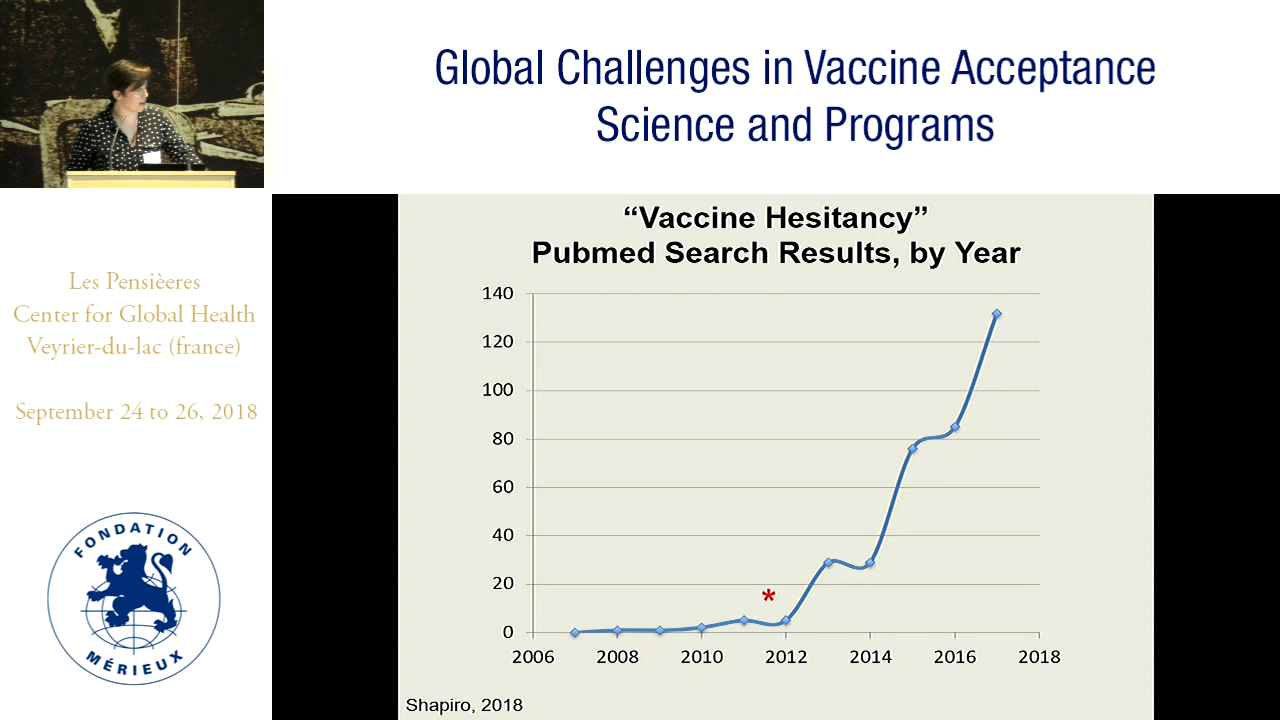 Global Challenges in Vaccine Acceptance
Science and Programs
Les Pensièeres
Center for Global Health
Veyrier-du-lac (france)
September 24 to 26, 2018
FONDATION
MÉRIEUX
“Vaccine Hesitancy”
Pubmed Search Results, by Year
140
120
100
80
60
40
20
0
*
2006 2008 2010 2012 2014 2016 2018
Shapiro, 2018